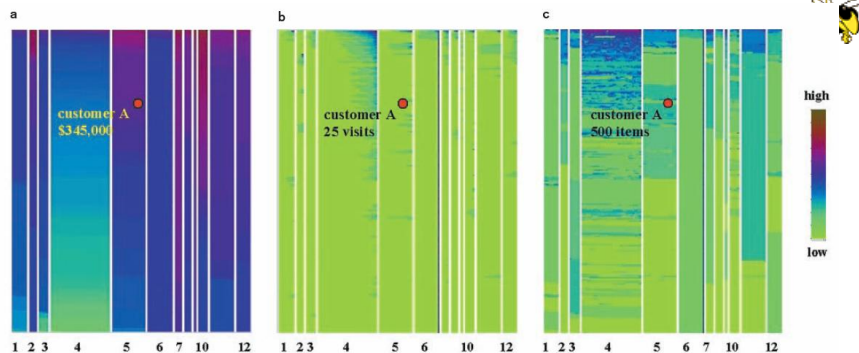 a
b
c
high
low
customer A
$345,000
customer A
25 visits
customer A
500 items
1 2 3 4 5 6 7 10 12
1 2 3 4 5 6 10 12
1 2 3 4 5 6 7 10 12